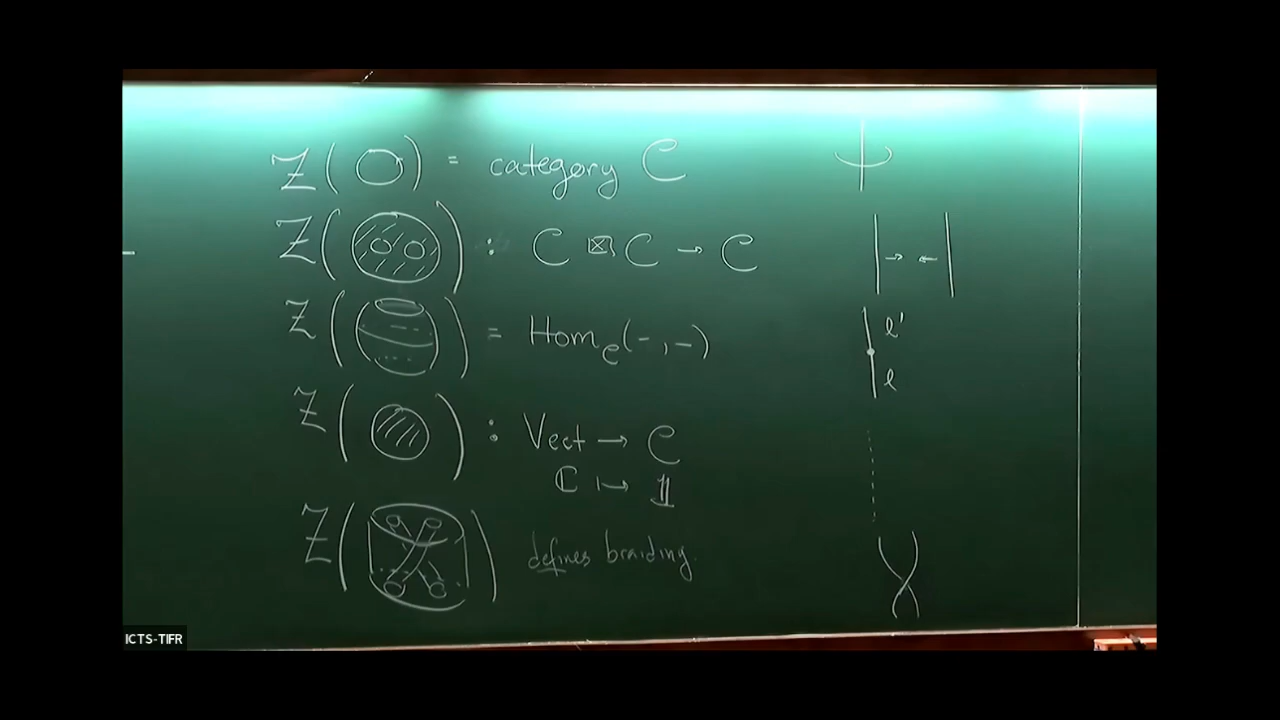 Z( ) = category C
Z( ) : C ⊠ C → C
Z( ) = Hom_C(-,-)
l'
l
Z( ) : Vect → C
ℂ ↦ 𝟙
Z( ) defines braiding.
ICTS-TIFR